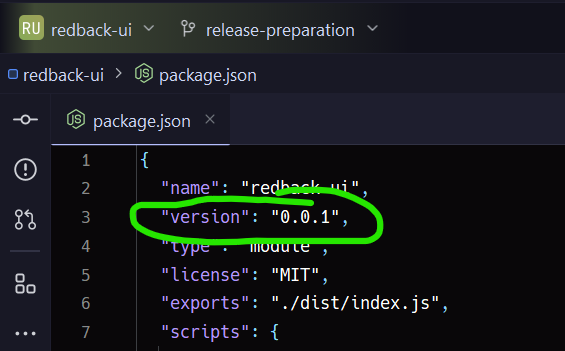 RU redback-ui release-preparation
redback-ui > package.json
package.json ×
1 {
2 "name": "redback-ui",
3 "version": "0.0.1",
4 "type": "module",
5 "license": "MIT",
6 "exports": "./dist/index.js",
7 "scripts": {